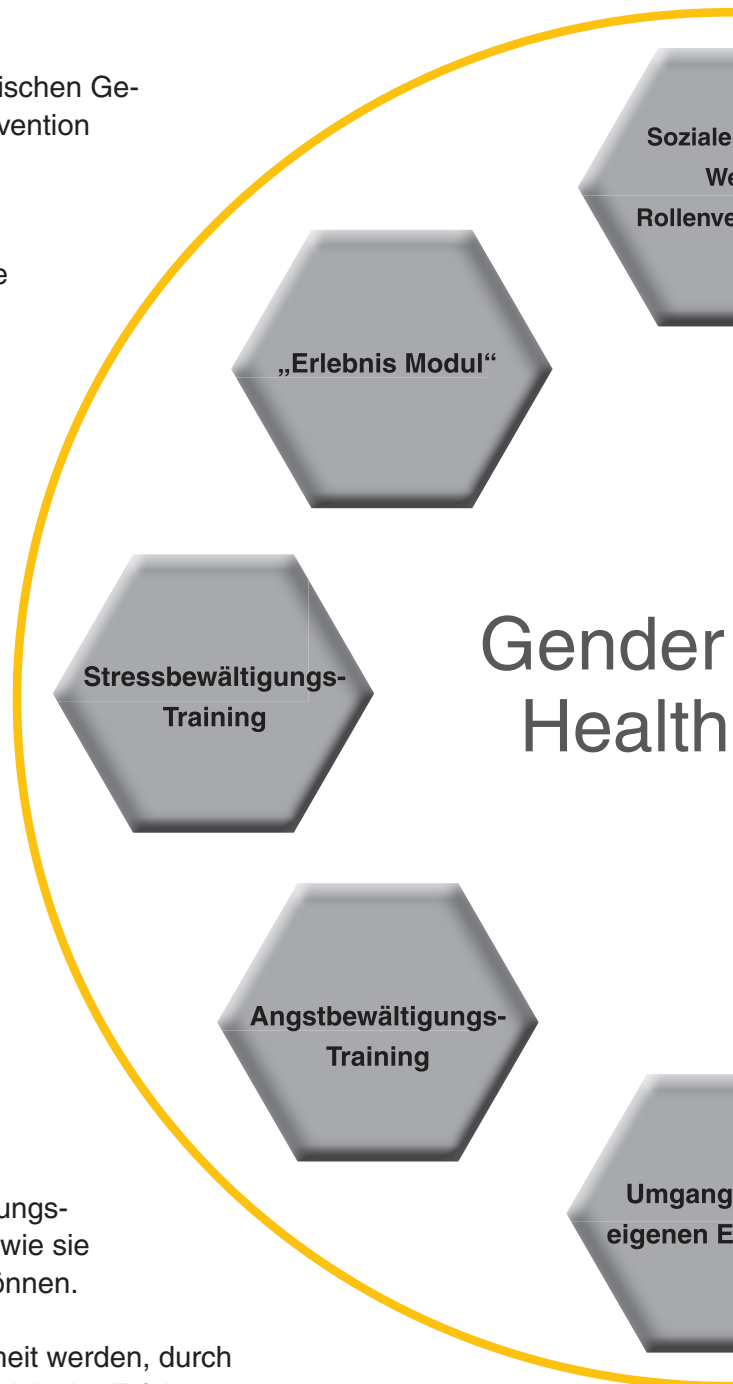 ischen Ge-
vention
e
Soziale
We
Rollenve
„Erlebnis Modul“
Gender
Health
Stressbewältigungs-
Training
Angstbewältigungs-
Training
Umgang
eigenen E
ungs-
wie sie
önnen.
heit werden, durch